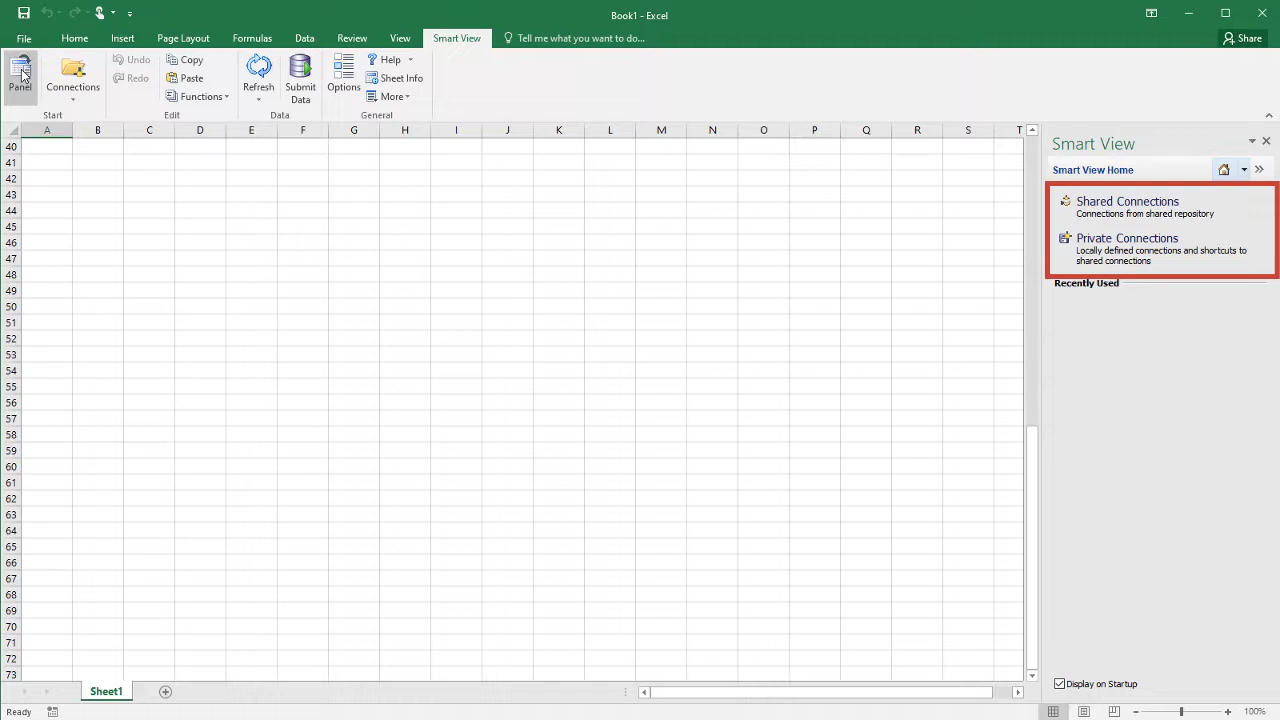 Book1 - Excel
File Home Insert Page Layout Formulas Data Review View Smart View Tell me what you want to do... Share
Panel
Connections
Start
Undo
Redo
Copy
Paste
Functions
Edit
Refresh
Submit
Data
Data
Options
Help
Sheet Info
More
General
A B C D E F G H I J K L M N O P Q R S T
40
41
42
43
44
45
46
47
48
49
50
51
52
53
54
55
56
57
58
59
60
61
62
63
64
65
66
67
68
69
70
71
72
73
Smart View
Smart View Home
Shared Connections
Connections from shared repository
Private Connections
Locally defined connections and shortcuts to
shared connections
Recently Used
Display on Startup
Sheet1
Ready
100%